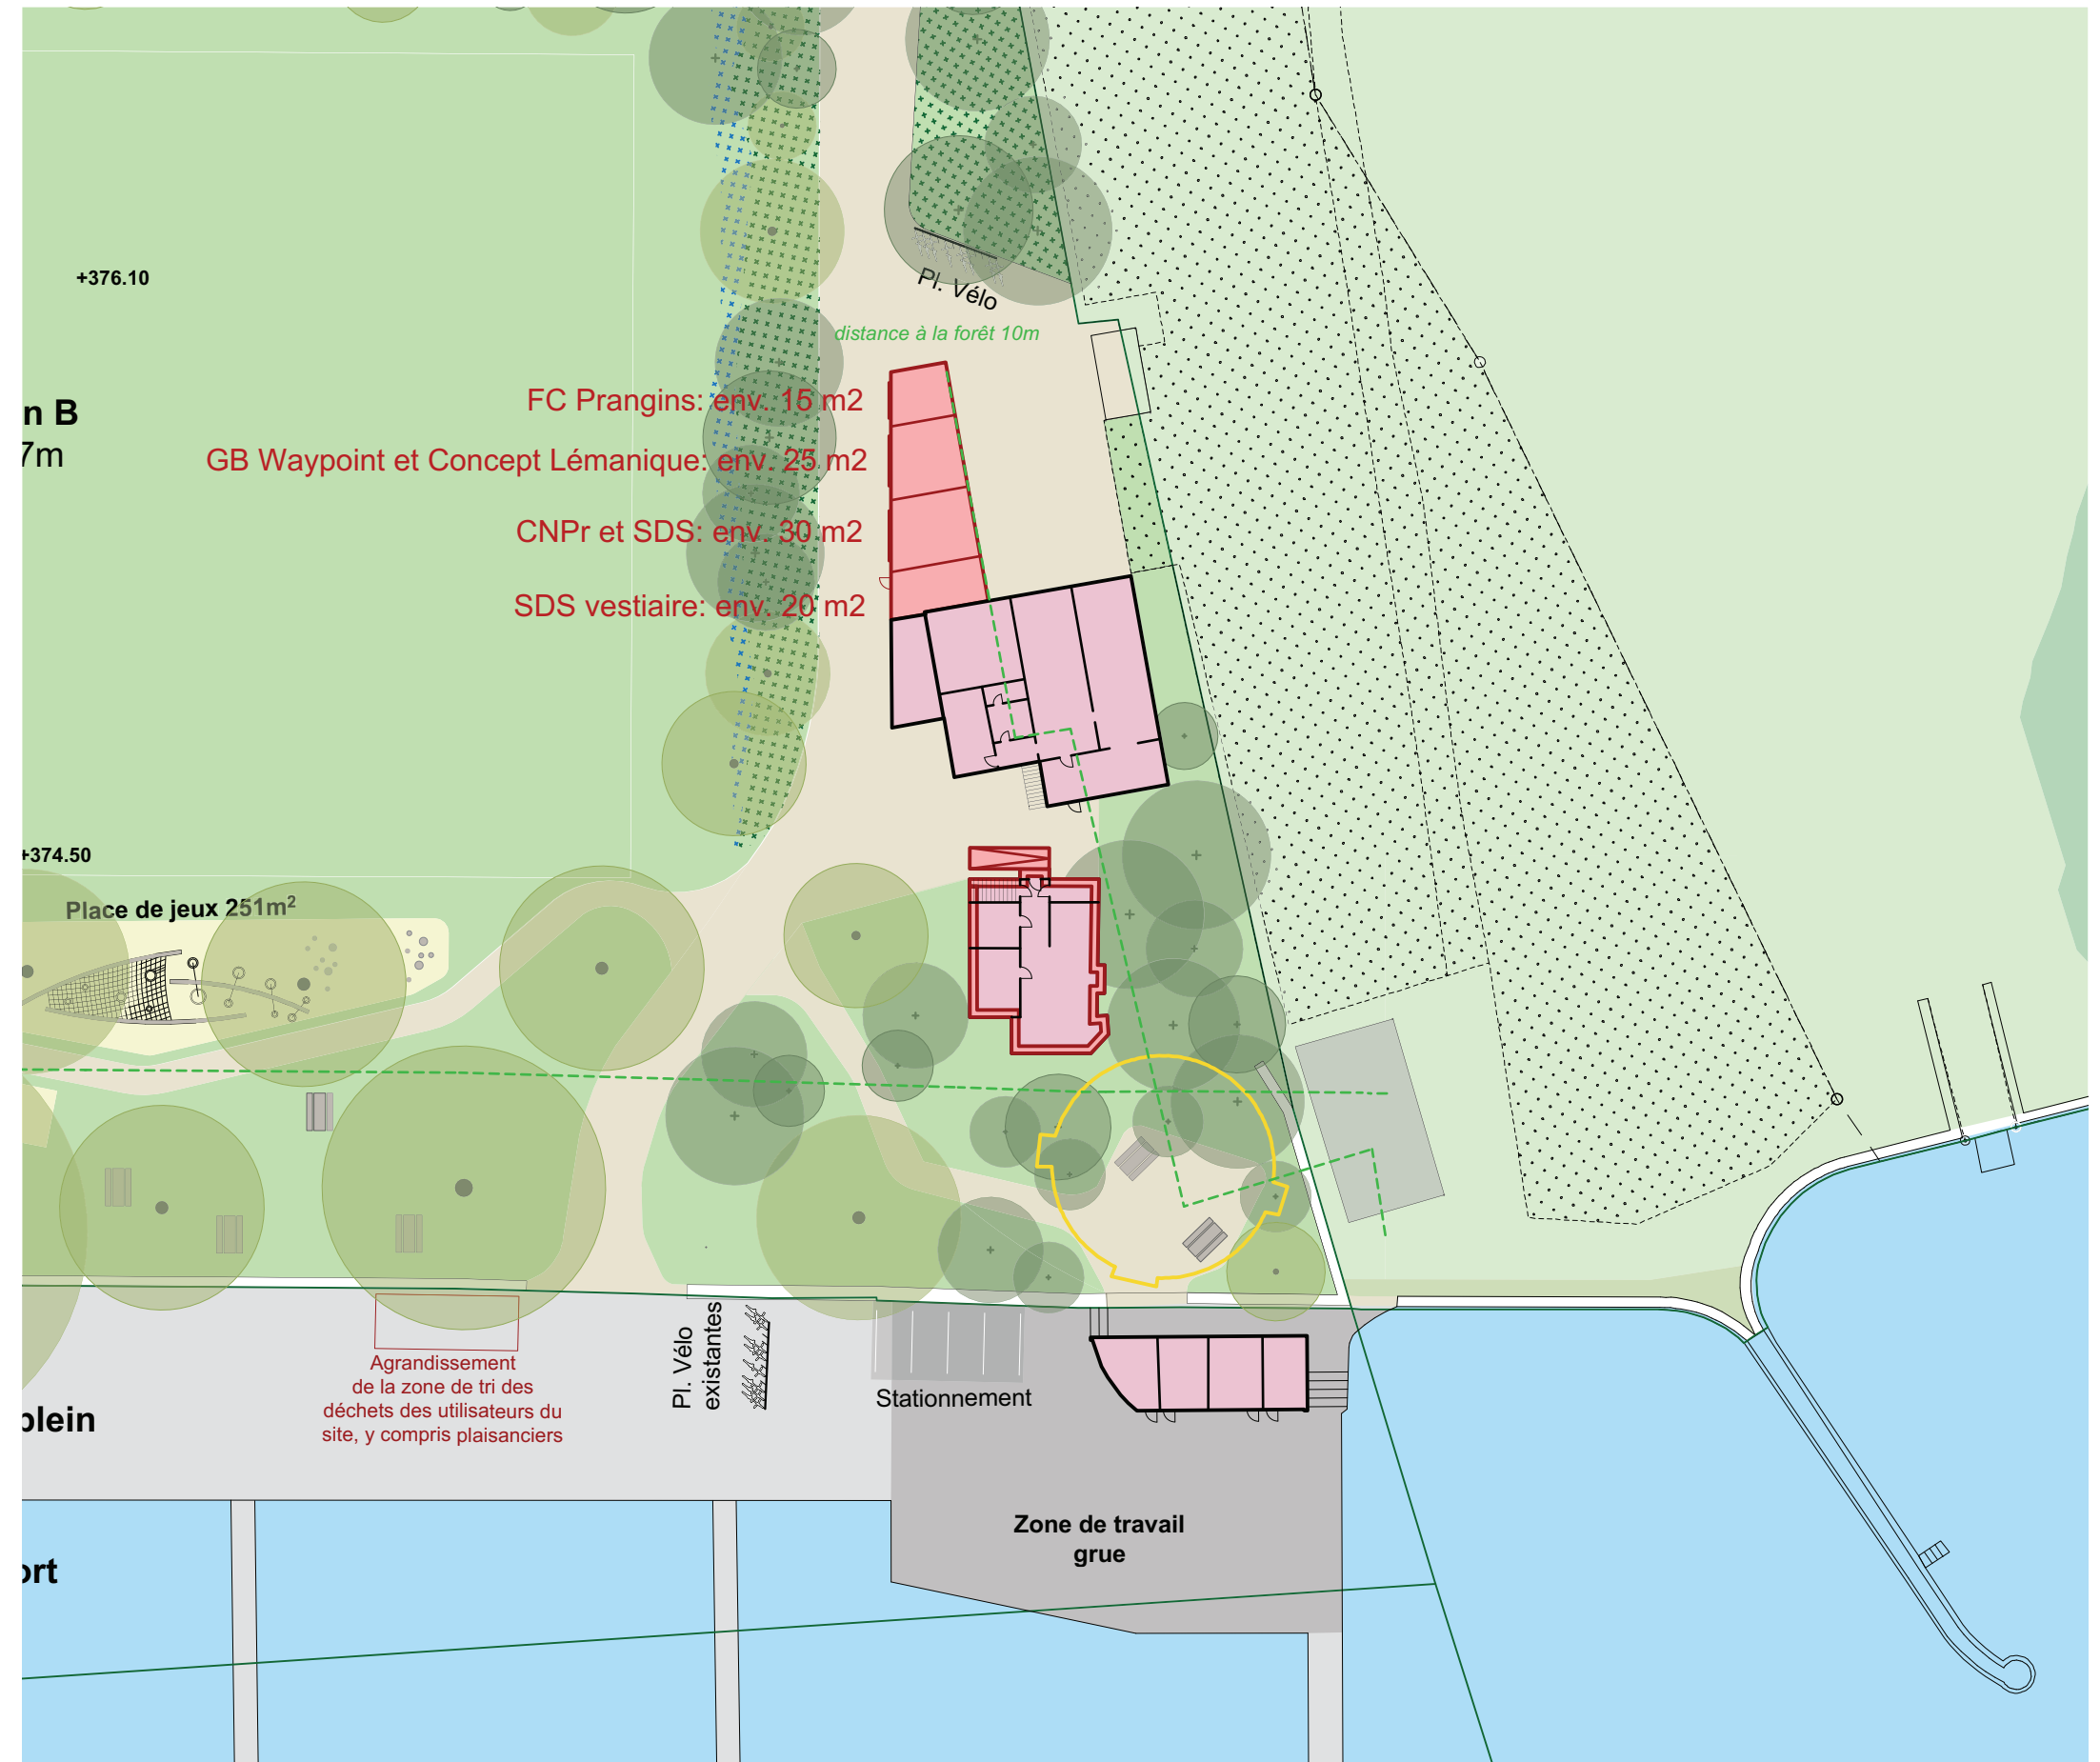 Pl. Vélo
+376.10
distance à la forêt 10m
FC Prangins: env. 15 m2
n B
7m
GB Waypoint et Concept Lémanique: env. 25 m2
CNPr et SDS: env. 30 m2
SDS vestiaire: env. 20 m2
+374.50
Place de jeux 251m²
Agrandissement
de la zone de tri des
déchets des utilisateurs du
site, y compris plaisanciers
Pl. Vélo
existantes
Stationnement
plein
Zone de travail
grue
ort